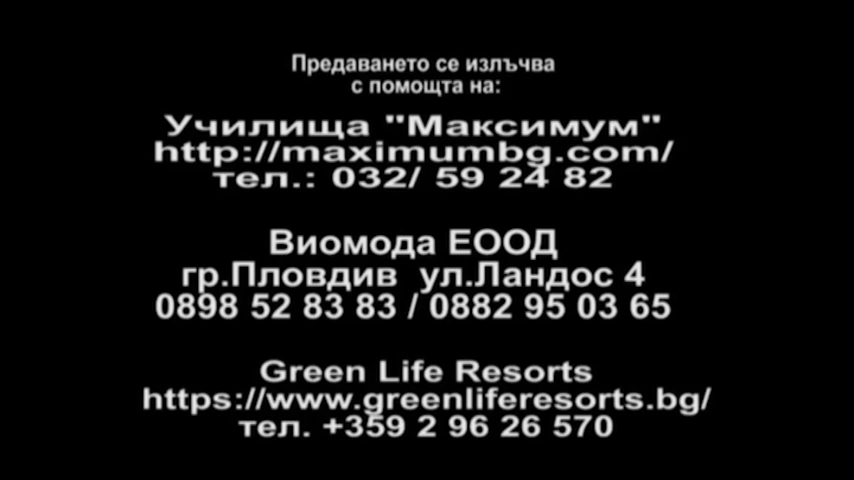 Предаването се излъчва
с помощта на:
Училища "Максимум"
http://maximumbg.com/
тел.: 032/ 59 24 82
Виомода ЕООД
гр.Пловдив ул.Ландос 4
0898 52 83 83 / 0882 95 03 65
Green Life Resorts
https://www.greenliferesorts.bg/
тел. +359 2 96 26 570